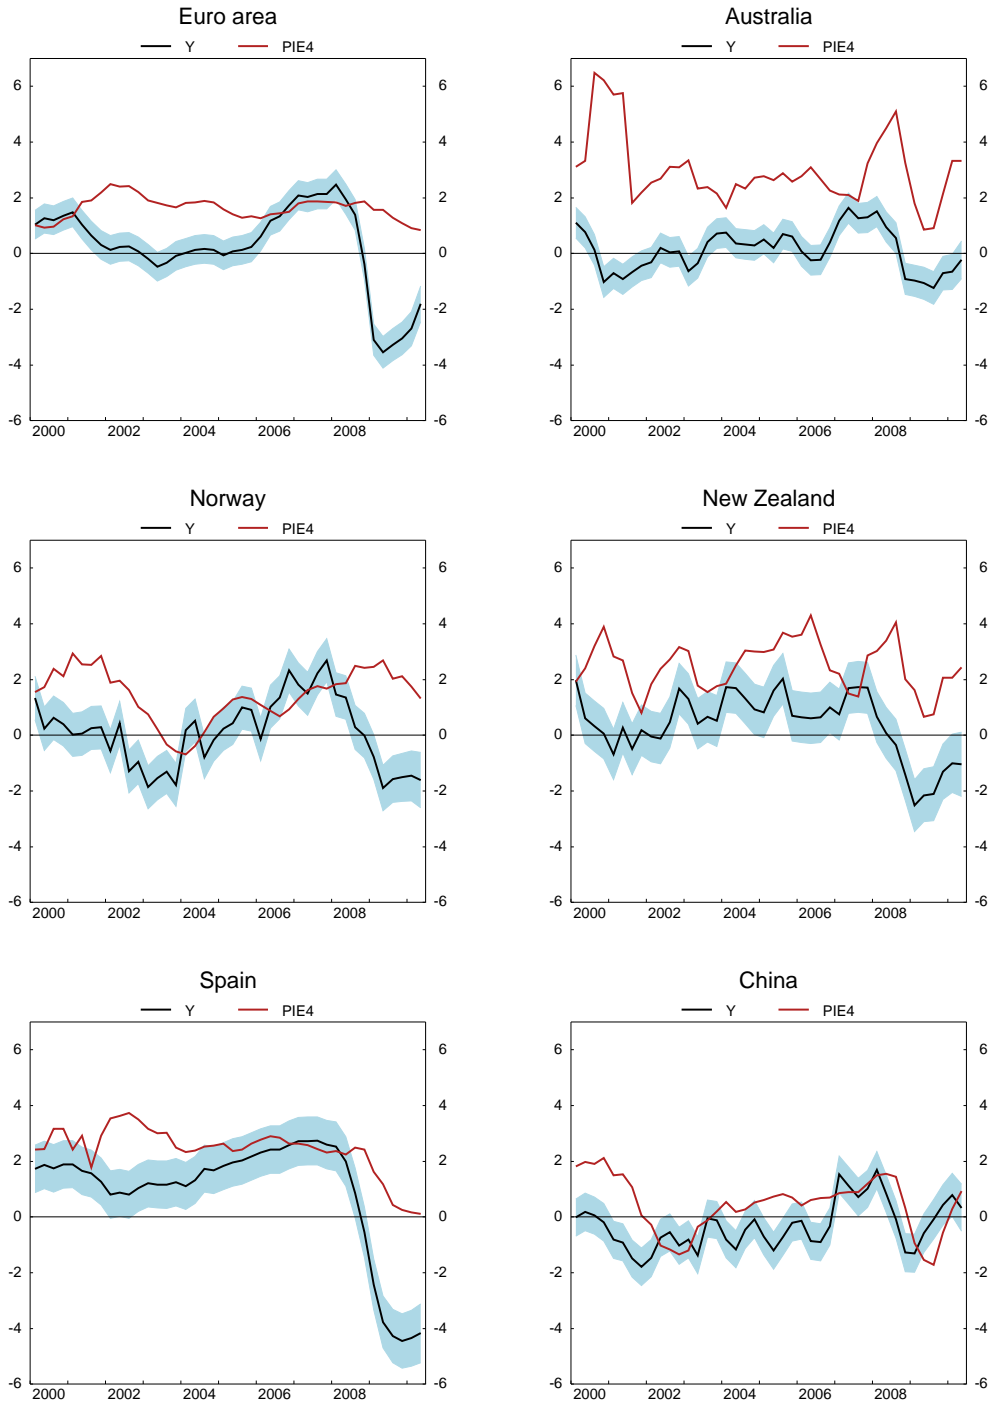 Euro area
Australia
Y PIE4
Y PIE4
6 6 6 6
4 4 4 4
2 2 2 2
0 0 0 0
-2 -2 -2 -2
-4 -4 -4 -4
-6 -6 -6 -6
2000 2002 2004 2006 2008
2000 2002 2004 2006 2008
Norway
New Zealand
Y PIE4
Y PIE4
6 6 6 6
4 4 4 4
2 2 2 2
0 0 0 0
-2 -2 -2 -2
-4 -4 -4 -4
-6 -6 -6 -6
2000 2002 2004 2006 2008
2000 2002 2004 2006 2008
Spain
China
Y PIE4
Y PIE4
6 6 6 6
4 4 4 4
2 2 2 2
0 0 0 0
-2 -2 -2 -2
-4 -4 -4 -4
-6 -6 -6 -6
2000 2002 2004 2006 2008
2000 2002 2004 2006 2008